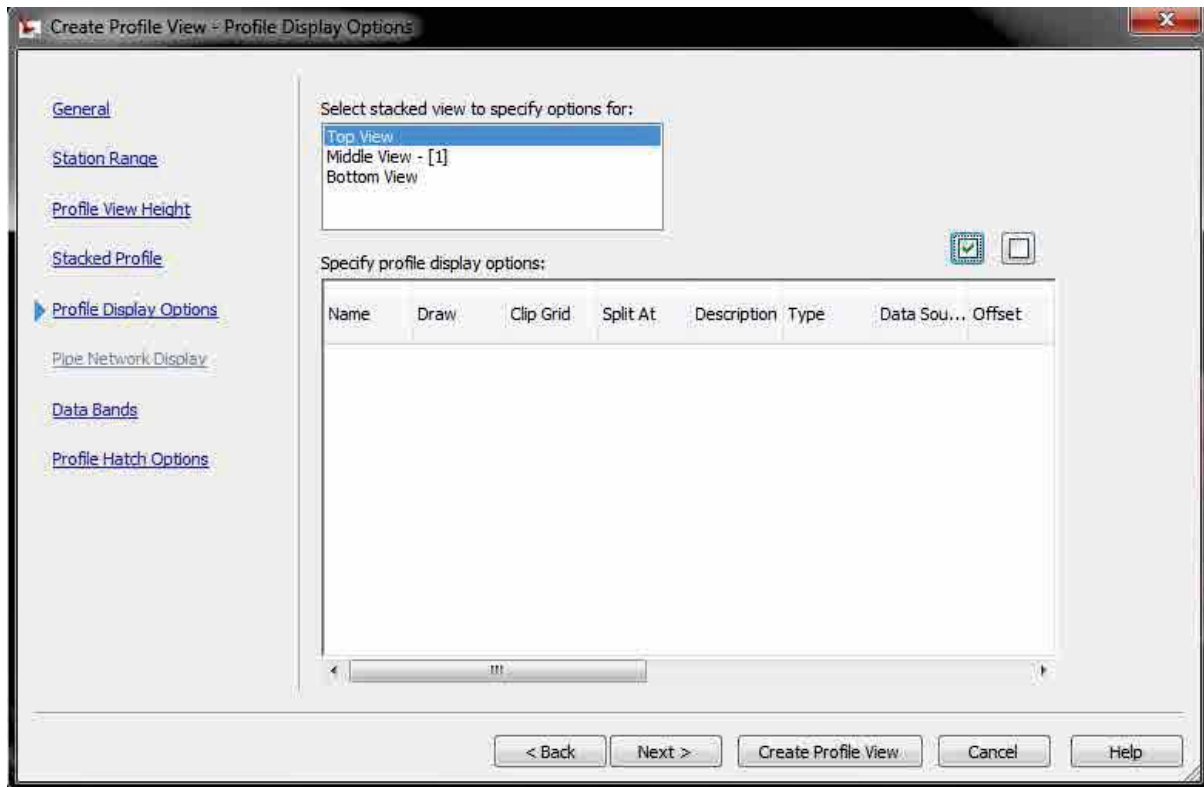 Create Profile View - Profile Display Options
General
Station Range
Profile View Height
Stacked Profile
Profile Display Options
Pipe Network Display
Data Bands
Profile Hatch Options
Select stacked view to specify options for:
Top View
Middle View - [1]
Bottom View
Specify profile display options:
Name Draw Clip Grid Split At Description Type Data Sou... Offset
< Back Next > Create Profile View Cancel Help